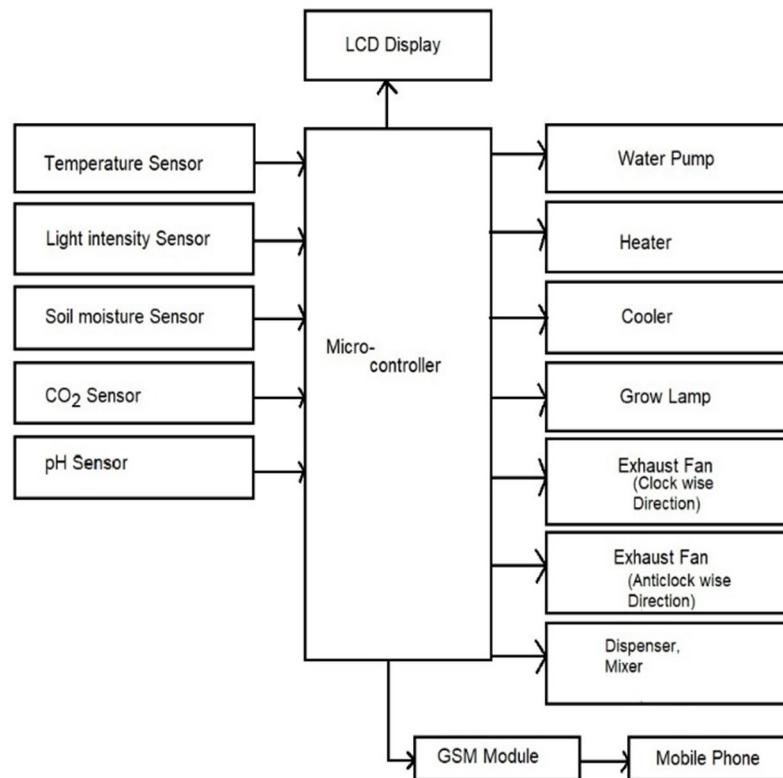 LCD Display
Temperature Sensor
Light intensity Sensor
Soil moisture Sensor
CO2 Sensor
pH Sensor
Micro-
controller
Water Pump
Heater
Cooler
Grow Lamp
Exhaust Fan
(Clock wise
Direction)
Exhaust Fan
(Anticlock wise
Direction)
Dispenser,
Mixer
GSM Module
Mobile Phone